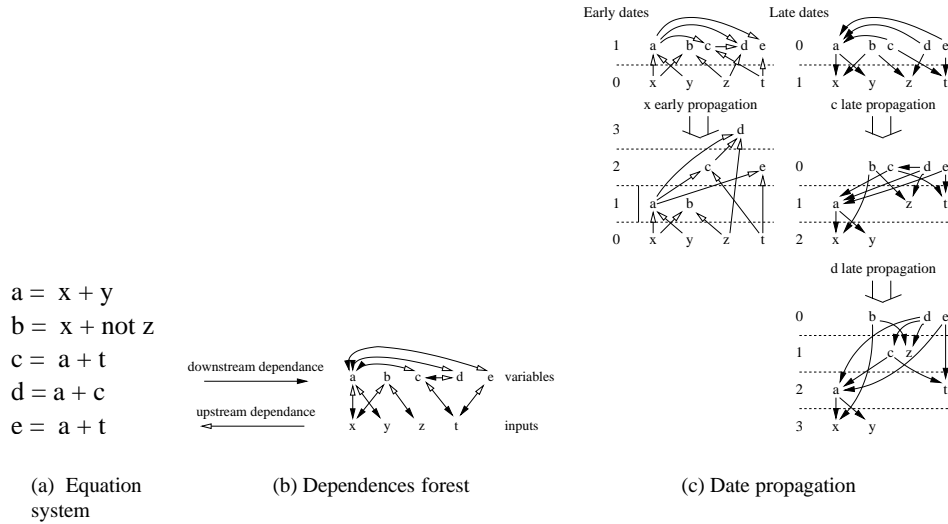 Early dates
Late dates
1 a b c d e
0 a b c d e
0 x y z t
1 x y z t
x early propagation
c late propagation
3 d
2 c e
0 b c d e
1 a b
1 a z t
0 x y z t
2 x y
d late propagation
0 b d e
1 c z
2 a t
3 x y
a = x + y
b = x + not z
c = a + t
d = a + c
e = a + t
downstream dependance
upstream dependance
a b c d e variables
x y z t inputs
(a) Equation system
(b) Dependences forest
(c) Date propagation